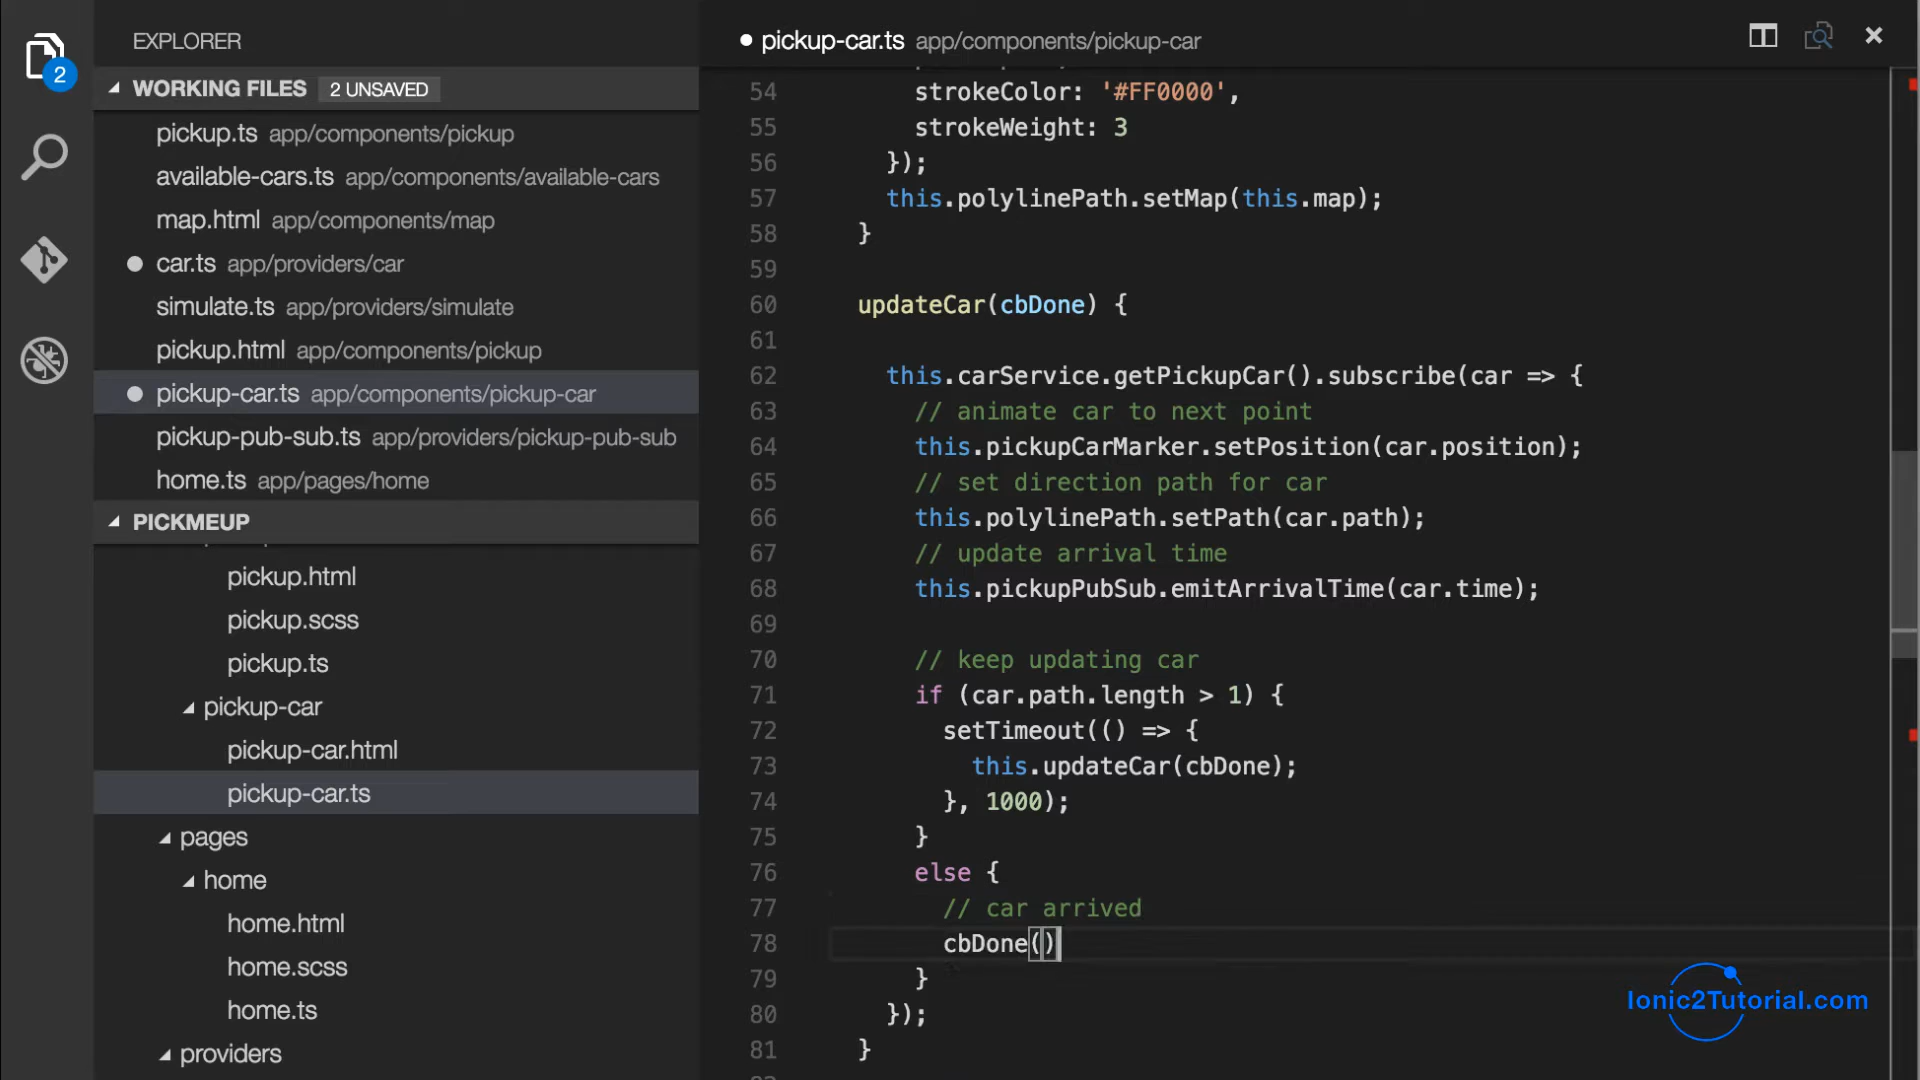 EXPLORER
WORKING FILES 2 UNSAVED
pickup.ts app/components/pickup
available-cars.ts app/components/available-cars
map.html app/components/map
car.ts app/providers/car
simulate.ts app/providers/simulate
pickup.html app/components/pickup
pickup-car.ts app/components/pickup-car
pickup-pub-sub.ts app/providers/pickup-pub-sub
home.ts app/pages/home
PICKMEUP
pickup.html
pickup.scss
pickup.ts
pickup-car
pickup-car.html
pickup-car.ts
pages
home
home.html
home.scss
home.ts
providers
2
pickup-car.ts app/components/pickup-car
54 strokeColor: '#FF0000',
55 strokeWeight: 3
56 });
57 this.polylinePath.setMap(this.map);
58 }
59
60 updateCar(cbDone) {
61
62 this.carService.getPickupCar().subscribe(car => {
63 // animate car to next point
64 this.pickupCarMarker.setPosition(car.position);
65 // set direction path for car
66 this.polylinePath.setPath(car.path);
67 // update arrival time
68 this.pickupPubSub.emitArrivalTime(car.time);
69
70 // keep updating car
71 if (car.path.length > 1) {
72 setTimeout(() => {
73 this.updateCar(cbDone);
74 }, 1000);
75 }
76 else {
77 // car arrived
78 cbDone()
79 }
80 });
81 }
Ionic2Tutorial.com